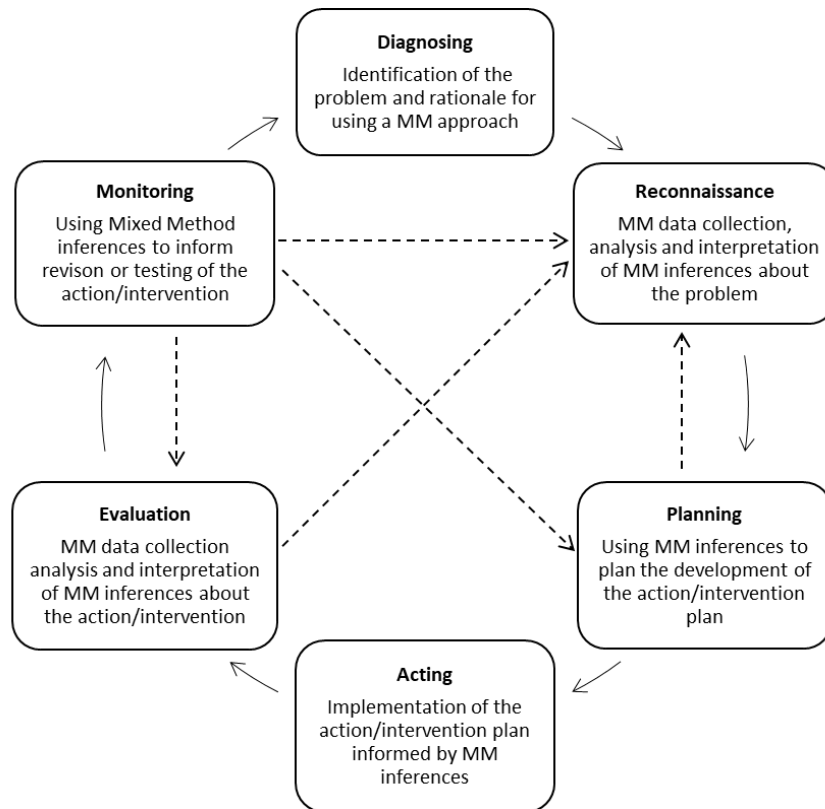 Diagnosing
Identification of the
problem and rationale for
using a MM approach
Monitoring
Using Mixed Method
inferences to inform
revison or testing of the
action/intervention
Reconnaissance
MM data collection,
analysis and interpretation
of MM inferences about
the problem
Evaluation
MM data collection
analysis and interpretation
of MM inferences about
the action/intervention
Planning
Using MM inferences to
plan the development of
the action/intervention
plan
Acting
Implementation of the
action/intervention plan
informed by MM
inferences